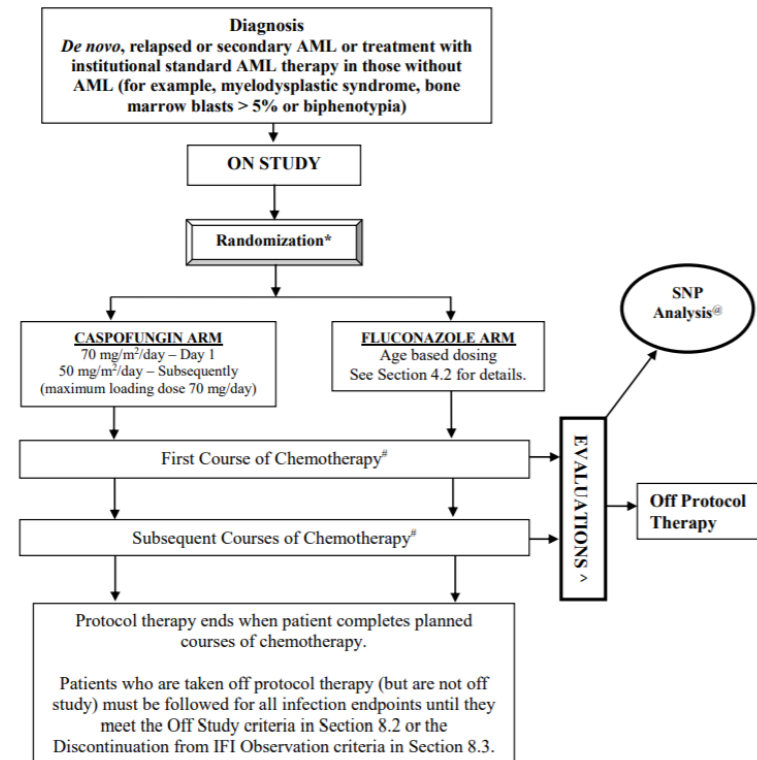 Diagnosis
De novo, relapsed or secondary AML or treatment with
institutional standard AML therapy in those without
AML (for example, myelodysplastic syndrome, bone
marrow blasts > 5% or biphenotypia)
ON STUDY
Randomization*
CASPOFUNGIN ARM
70 mg/m²/day – Day 1
50 mg/m²/day – Subsequently
(maximum loading dose 70 mg/day)
FLUCONAZOLE ARM
Age based dosing
See Section 4.2 for details.
SNP
Analysis@
First Course of Chemotherapy#
Subsequent Courses of Chemotherapy#
EVALUATIONS ^
Off Protocol
Therapy
Protocol therapy ends when patient completes planned
courses of chemotherapy.
Patients who are taken off protocol therapy (but are not off
study) must be followed for all infection endpoints until they
meet the Off Study criteria in Section 8.2 or the
Discontinuation from IFI Observation criteria in Section 8.3.